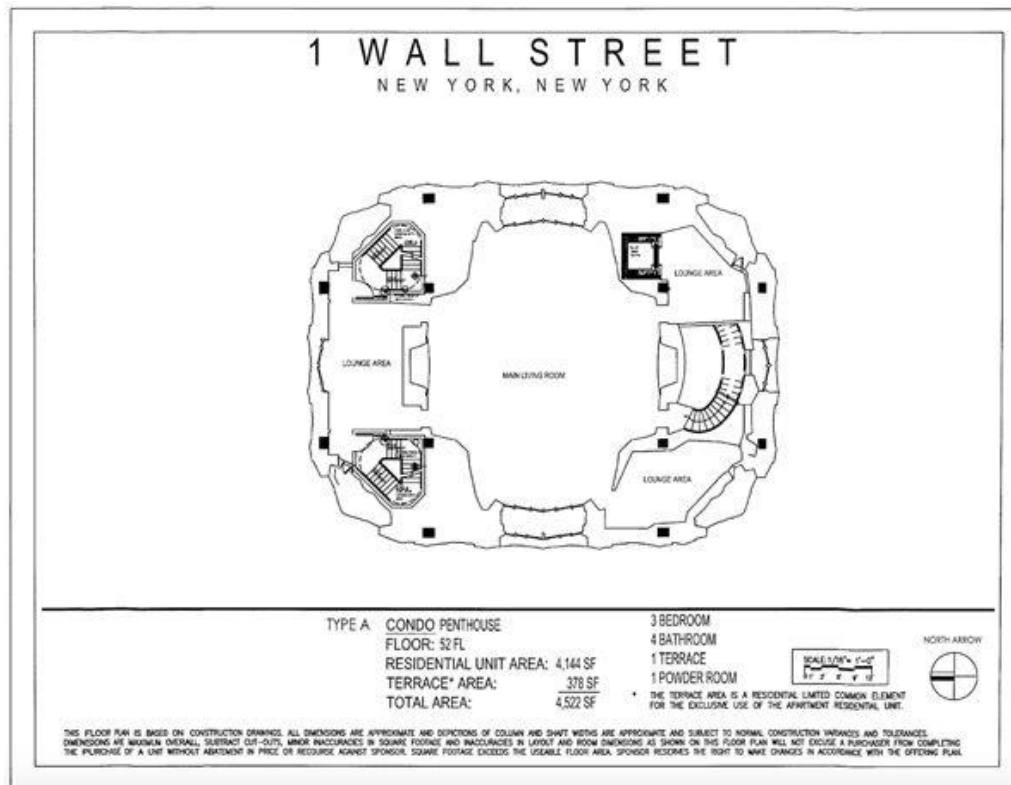 1 WALL STREET
NEW YORK, NEW YORK
LOUNGE AREA
LOUNGE AREA
MAIN LIVING ROOM
LOUNGE AREA
TYPE A CONDO PENTHOUSE
FLOOR: 52 FL
RESIDENTIAL UNIT AREA: 4,144 SF
TERRACE* AREA: 378 SF
TOTAL AREA: 4,522 SF
3 BEDROOM
4 BATHROOM
1 TERRACE
1 POWDER ROOM
* THE TERRACE AREA IS A RESIDENTIAL LIMITED COMMON ELEMENT
FOR THE EXCLUSIVE USE OF THE APARTMENT RESIDENTIAL UNIT.
SCALE: 1/16"= 1'-0"
NORTH ARROW
THIS FLOOR PLAN IS BASED ON CONSTRUCTION DRAWINGS. ALL DIMENSIONS ARE APPROXIMATE AND DEPICTIONS OF COLUMN AND SHAFT WIDTHS ARE APPROXIMATE AND SUBJECT TO NORMAL CONSTRUCTION VARIANCES AND TOLERANCES.
DIMENSIONS ARE MAXIMUM OVERALL, SUBTRACT CUT-OUTS, MINOR INACCURACIES IN SQUARE FOOTAGE AND INACCURACIES IN LAYOUT AND ROOM DIMENSIONS AS SHOWN ON THIS FLOOR PLAN WILL NOT EXCUSE A PURCHASER FROM COMPLETING
THE PURCHASE OF A UNIT WITHOUT ABATEMENT IN PRICE OR RECOURSE AGAINST SPONSOR. SQUARE FOOTAGE EXCEEDS THE USEABLE FLOOR AREA. SPONSOR RESERVES THE RIGHT TO MAKE CHANGES IN ACCORDANCE WITH THE OFFERING PLAN.